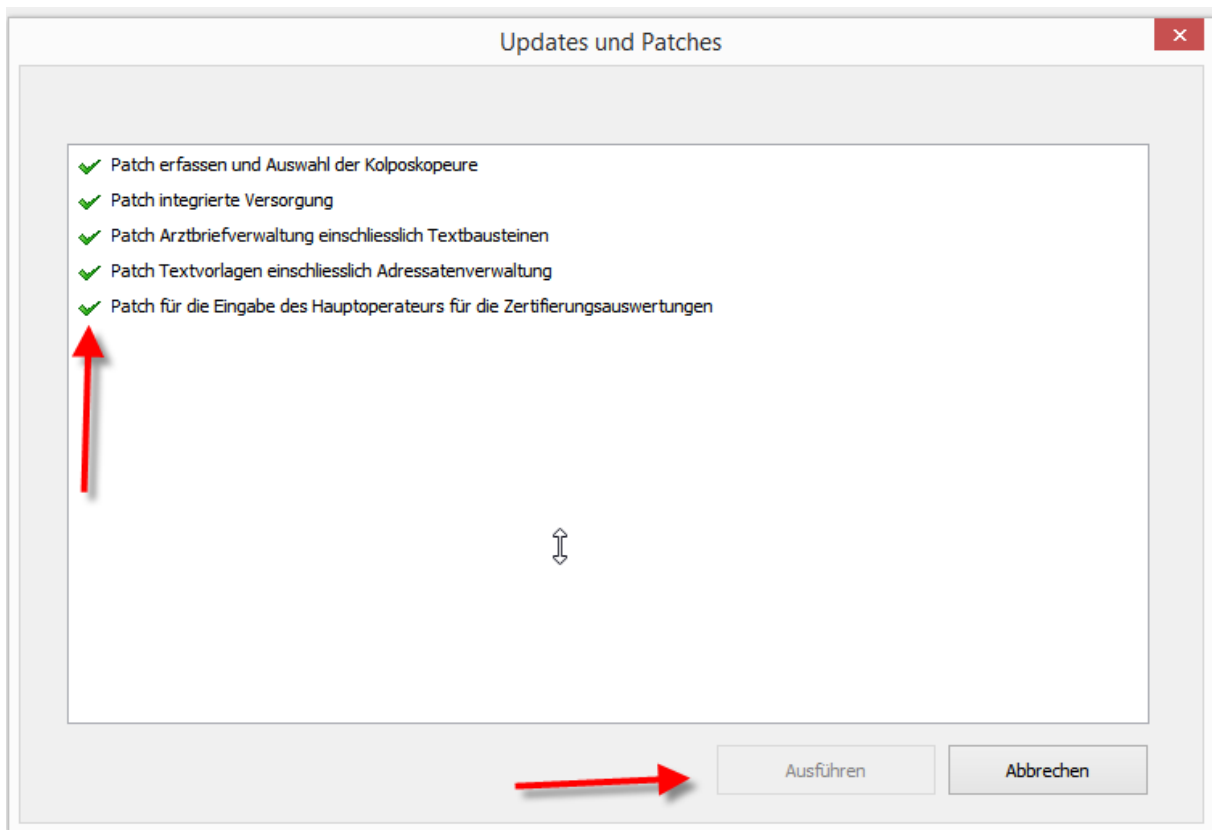 Updates und Patches
Patch erfassen und Auswahl der Kolposkopeure
Patch integrierte Versorgung
Patch Arztbriefverwaltung einschliesslich Textbausteinen
Patch Textvorlagen einschliesslich Adressatenverwaltung
Patch für die Eingabe des Hauptoperateurs für die Zertifierungsauswertungen
Ausführen Abbrechen